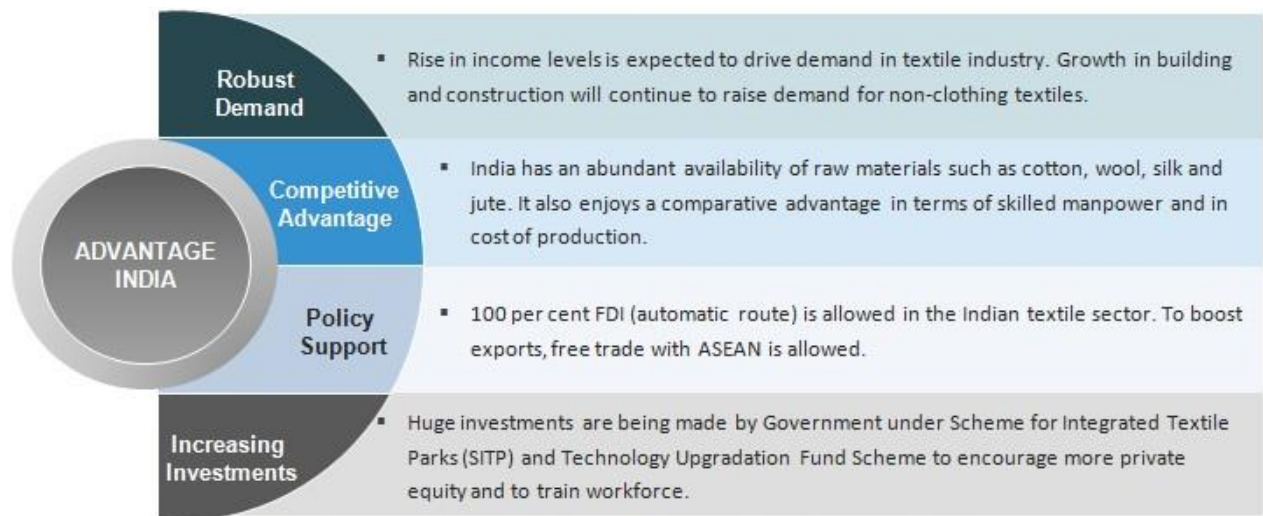 ADVANTAGE
INDIA
Robust
Demand
▪ Rise in income levels is expected to drive demand in textile industry. Growth in building
and construction will continue to raise demand for non-clothing textiles.
Competitive
Advantage
▪ India has an abundant availability of raw materials such as cotton, wool, silk and
jute. It also enjoys a comparative advantage in terms of skilled manpower and in
cost of production.
Policy
Support
▪ 100 per cent FDI (automatic route) is allowed in the Indian textile sector. To boost
exports, free trade with ASEAN is allowed.
Increasing
Investments
▪ Huge investments are being made by Government under Scheme for Integrated Textile
Parks (SITP) and Technology Upgradation Fund Scheme to encourage more private
equity and to train workforce.